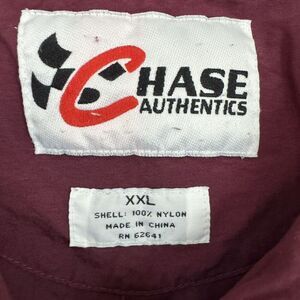 CHASE
AUTHENTICS
XXL
SHELL: 100% NYLON
MADE IN CHINA
RN 62641